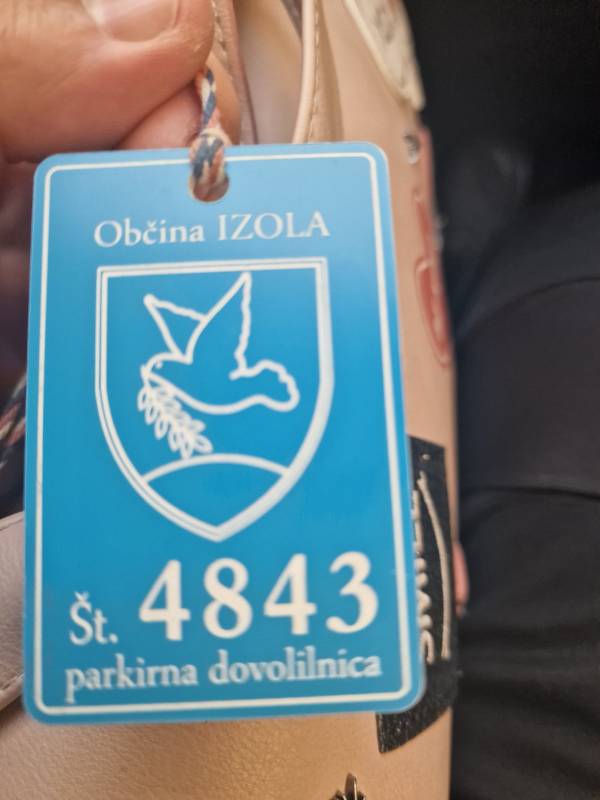 Občina IZOLA
Št. 4843
parkirna dovolilnica